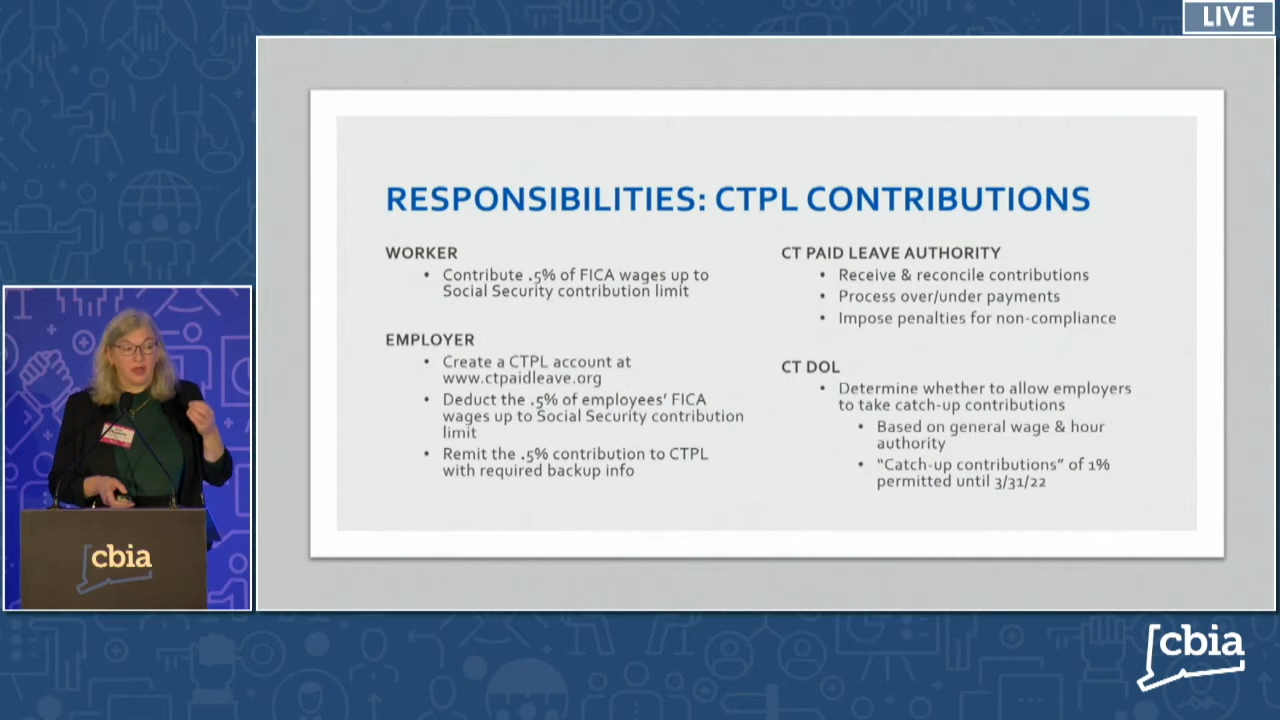 LIVE
RESPONSIBILITIES: CTPL CONTRIBUTIONS
WORKER
• Contribute .5% of FICA wages up to
Social Security contribution limit
EMPLOYER
• Create a CTPL account at
www.ctpaidleave.org
• Deduct the .5% of employees' FICA
wages up to Social Security contribution
limit
• Remit the .5% contribution to CTPL
with required backup info
CT PAID LEAVE AUTHORITY
• Receive & reconcile contributions
• Process over/under payments
• Impose penalties for non-compliance
CT DOL
• Determine whether to allow employers
to take catch-up contributions
• Based on general wage & hour
authority
• "Catch-up contributions" of 1%
permitted until 3/31/22
cbia
cbia